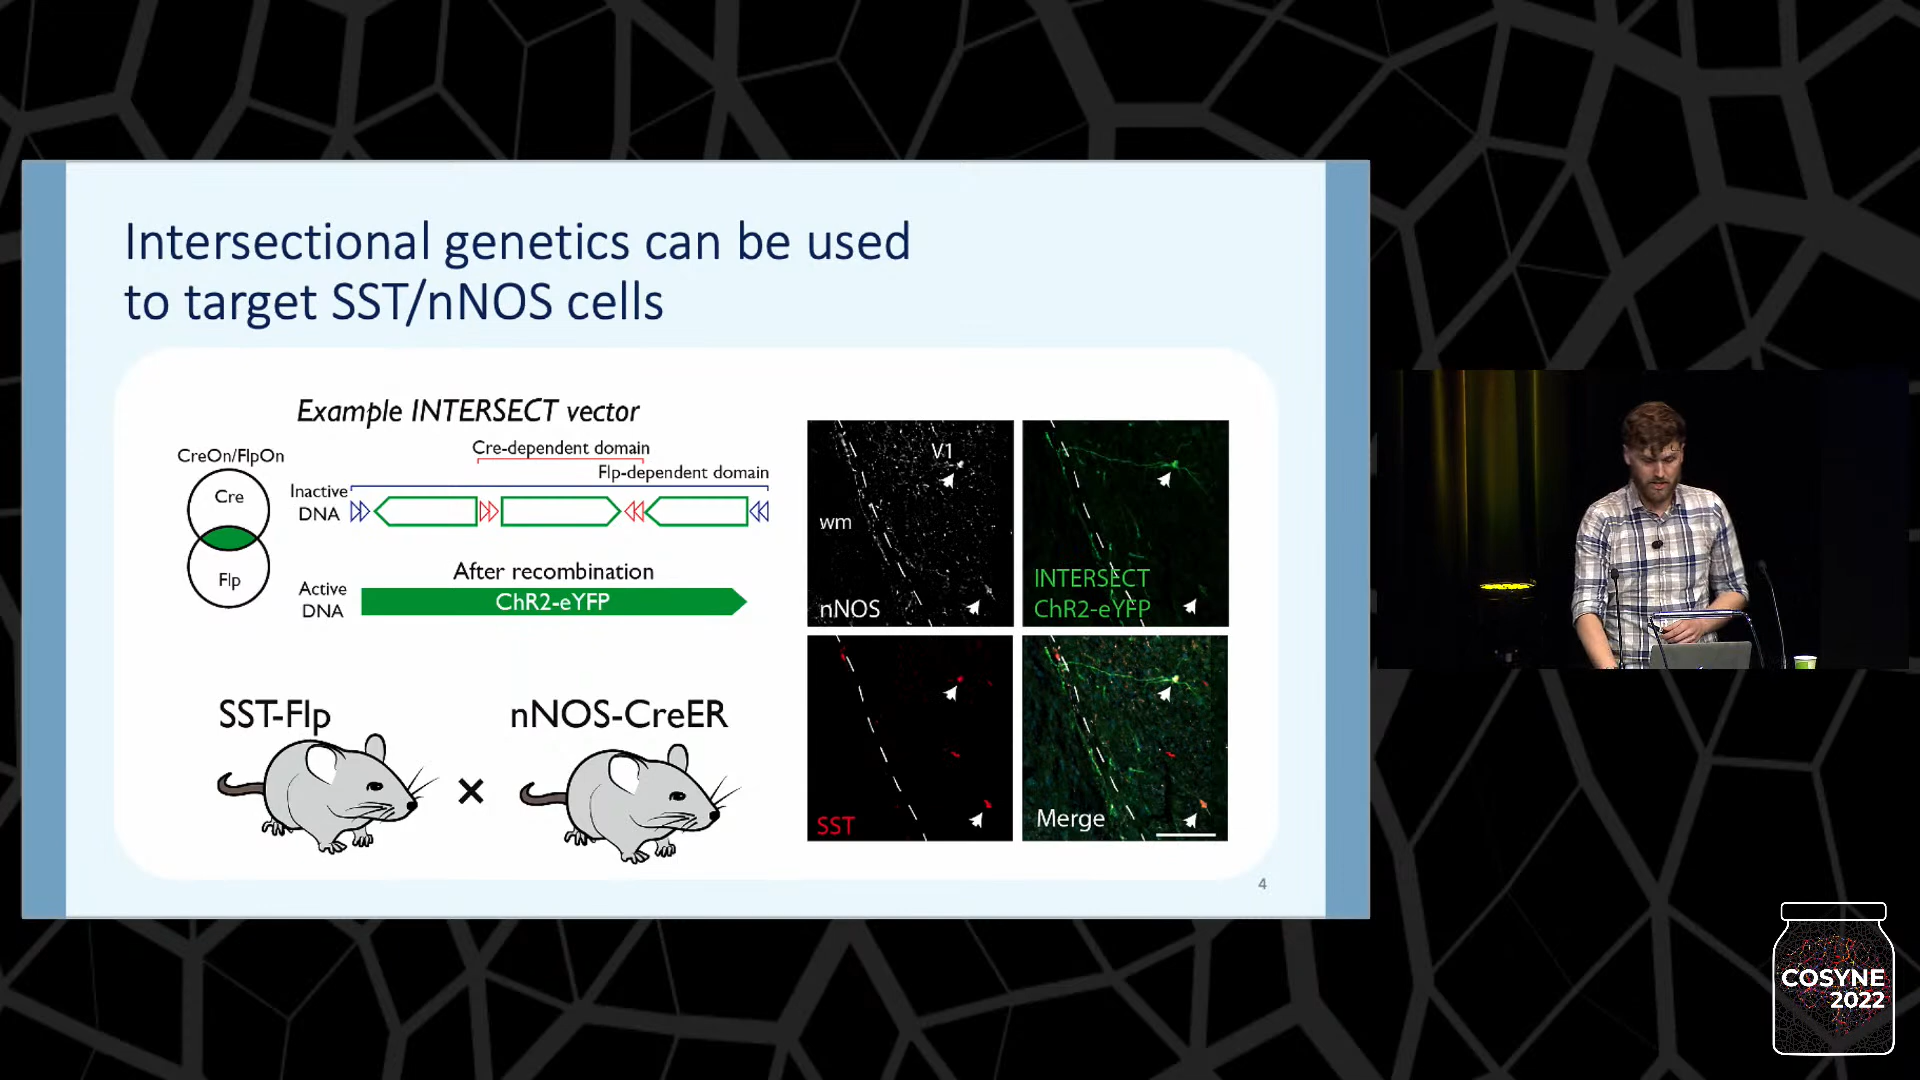 Intersectional genetics can be used
to target SST/nNOS cells
Example INTERSECT vector
CreOn/FlpOn
Cre
Flp
Cre-dependent domain
Flp-dependent domain
Inactive
DNA
After recombination
Active
DNA
ChR2-eYFP
SST-Flp
×
nNOS-CreER
V1
wm
nNOS
INTERSECT
ChR2-eYFP
SST
Merge
4
COSYNE
2022